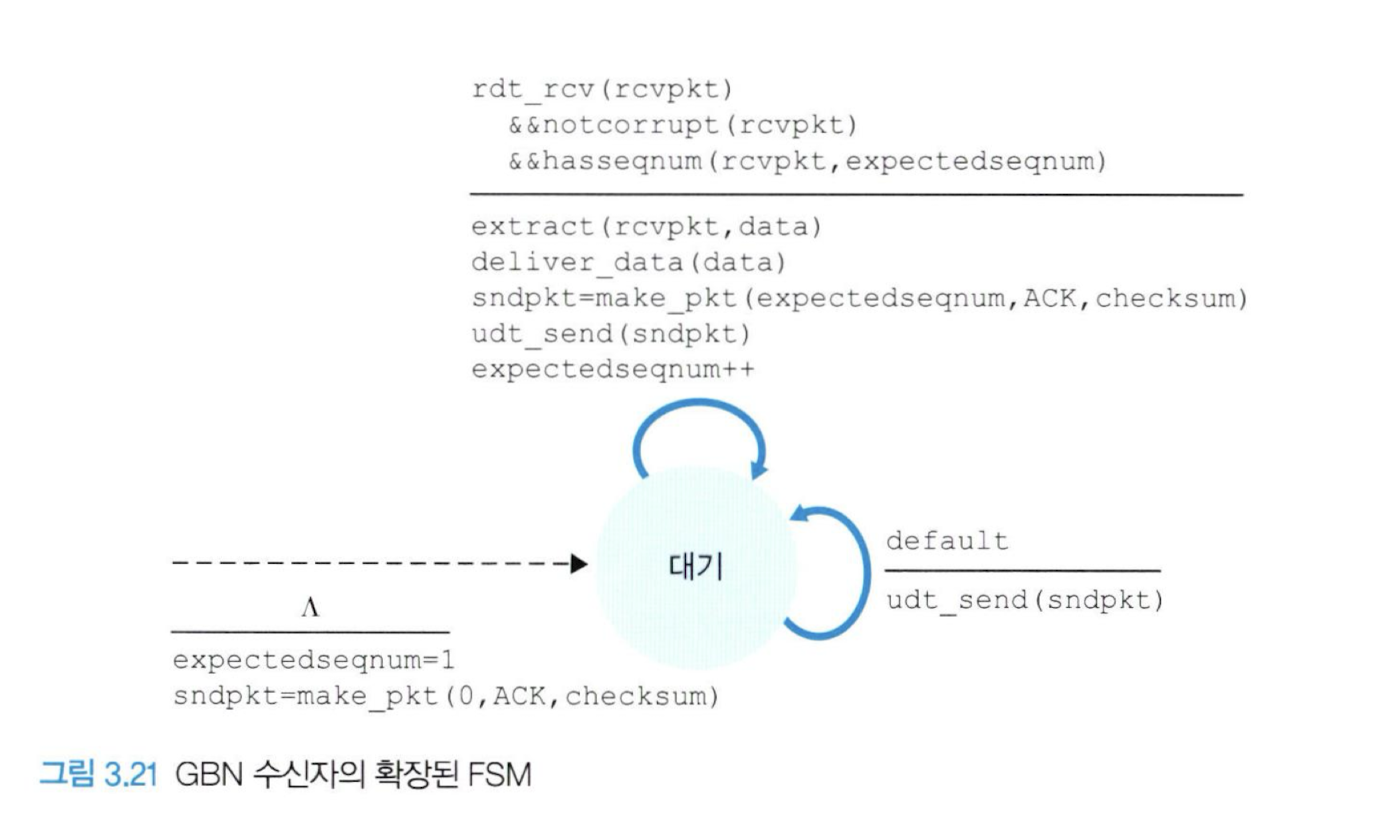 rdt_rcv(rcvpkt)
&&notcorrupt(rcvpkt)
&&hasseqnum(rcvpkt,expectedseqnum)
extract(rcvpkt,data)
deliver_data(data)
sndpkt=make_pkt(expectedseqnum,ACK,checksum)
udt_send(sndpkt)
expectedseqnum++
대기
default
udt_send(sndpkt)
Λ
expectedseqnum=1
sndpkt=make_pkt(0,ACK,checksum)
그림 3.21 GBN 수신자의 확장된 FSM